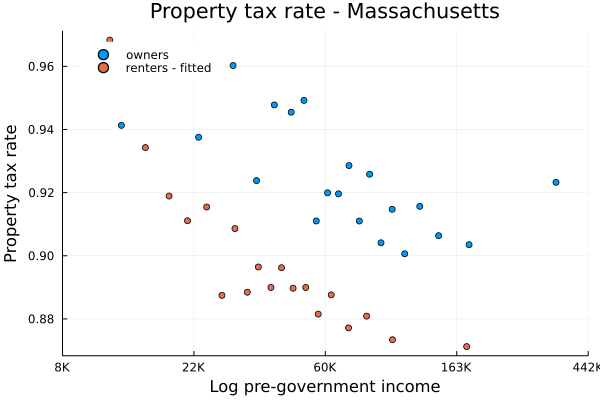 Property tax rate - Massachusetts
owners
renters - fitted
Property tax rate
0.96
0.94
0.92
0.90
0.88
8K 22K 60K 163K 442K
Log pre-government income